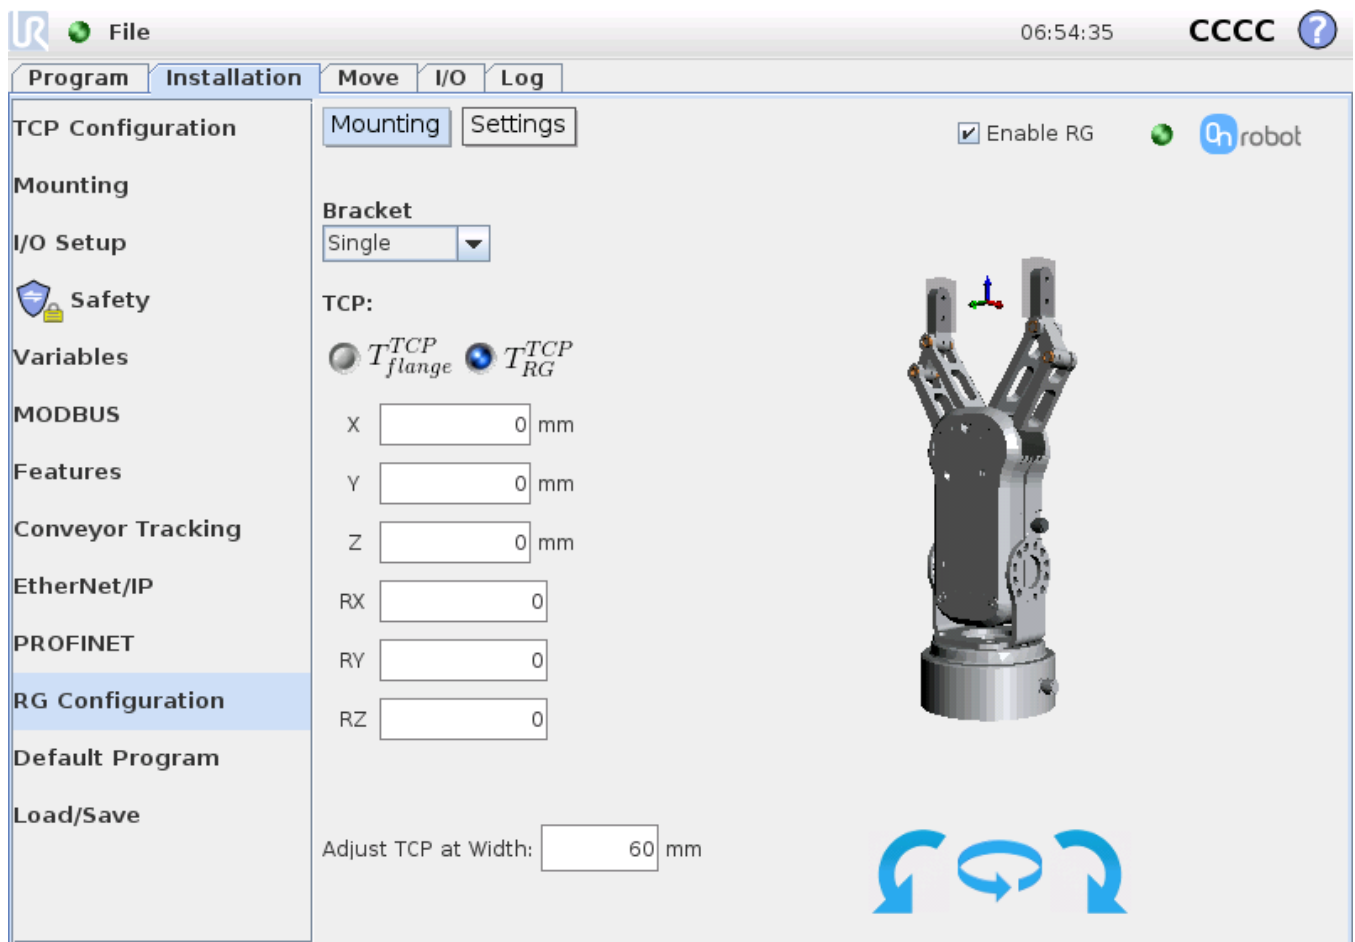 UR File 06:54:35 CCCC ?
Program Installation Move I/O Log
TCP Configuration
Mounting
I/O Setup
Safety
Variables
MODBUS
Features
Conveyor Tracking
EtherNet/IP
PROFINET
RG Configuration
Default Program
Load/Save
Mounting Settings
Enable RG
On robot
Bracket
Single
TCP:
T^{TCP}_{flange} T^{TCP}_{RG}
X 0 mm
Y 0 mm
Z 0 mm
RX 0
RY 0
RZ 0
Adjust TCP at Width: 60 mm